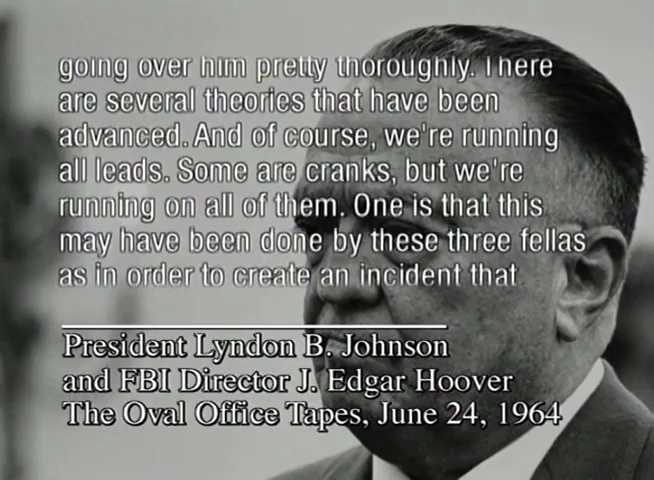 going over him pretty thoroughly. There
are several theories that have been
advanced. And of course, we're running
all leads. Some are cranks, but we're
running on all of them. One is that this
may have been done by these three fellas
as in order to create an incident that
President Lyndon B. Johnson
and FBI Director J. Edgar Hoover
The Oval Office Tapes, June 24, 1964